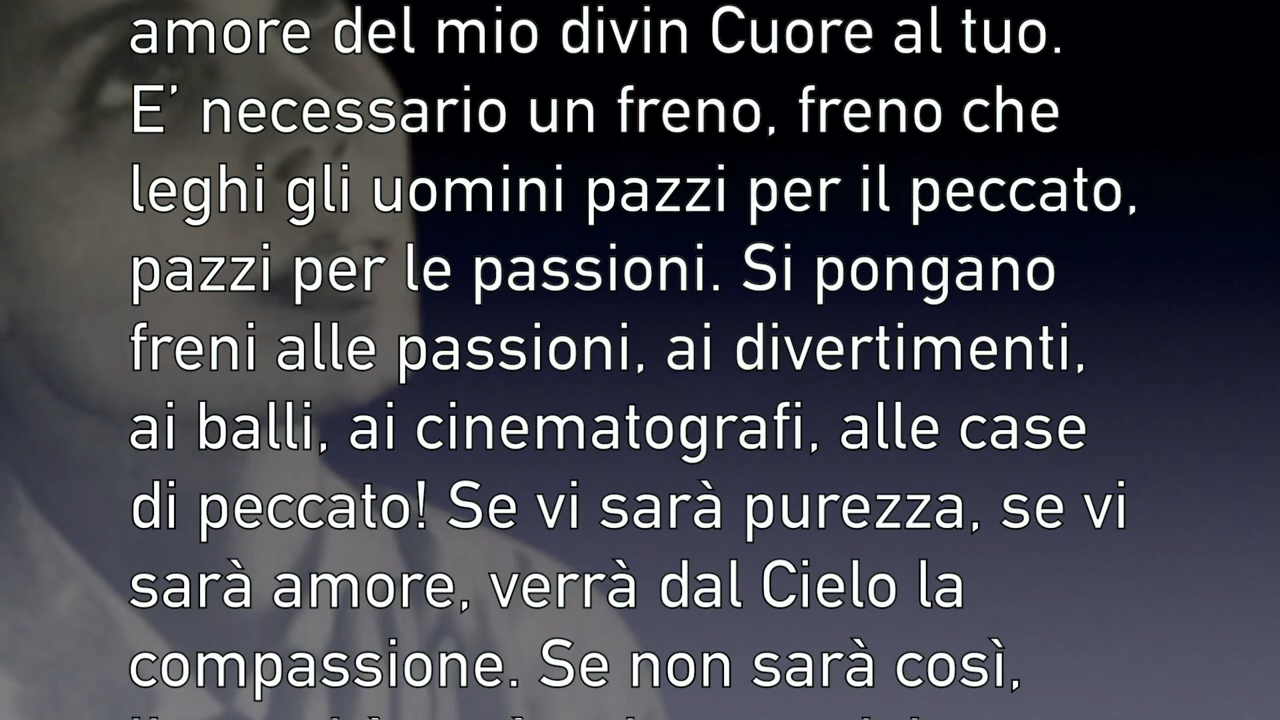 amore del mio divin Cuore al tuo.
E’ necessario un freno, freno che
leghi gli uomini pazzi per il peccato,
pazzi per le passioni. Si pongano
freni alle passioni, ai divertimenti,
ai balli, ai cinematografi, alle case
di peccato! Se vi sarà purezza, se vi
sarà amore, verrà dal Cielo la
compassione. Se non sarà così,